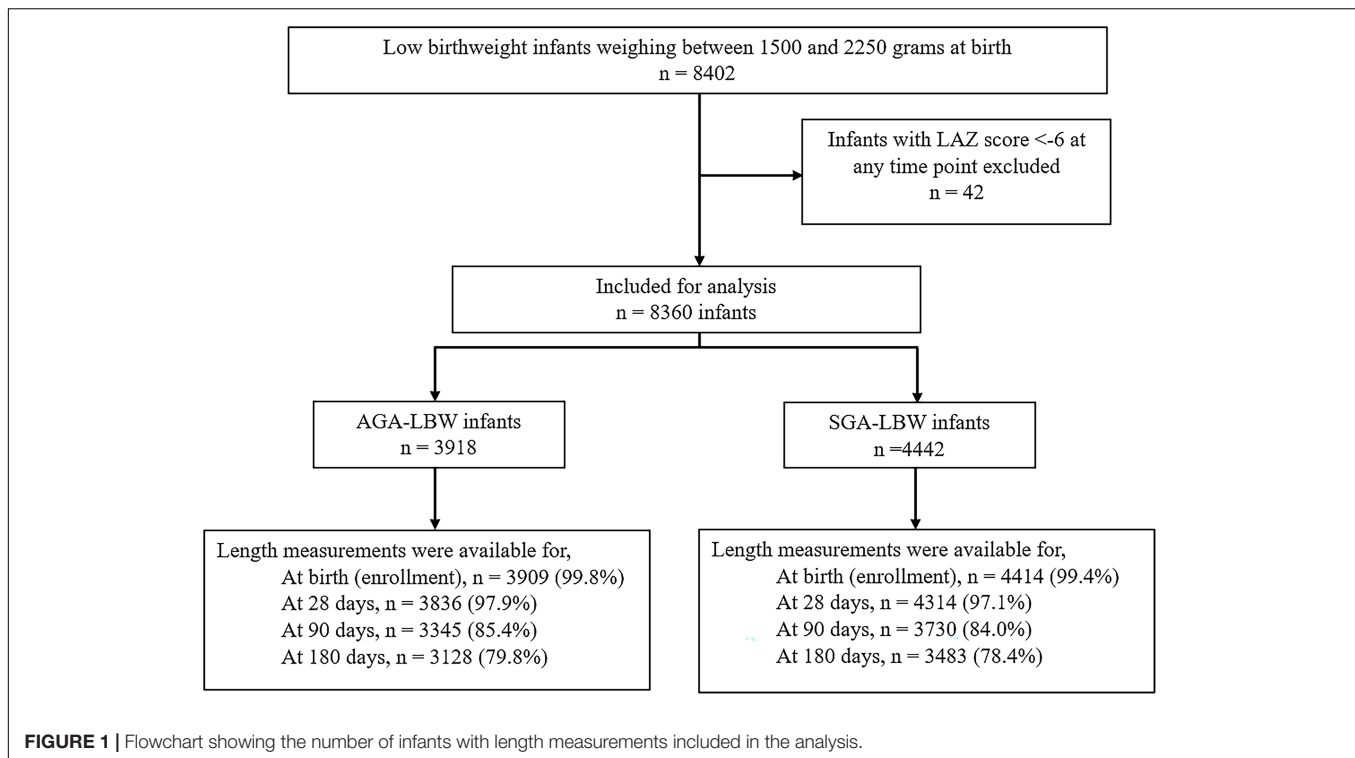 Low birthweight infants weighing between 1500 and 2250 grams at birth
n = 8402
Infants with LAZ score <-6 at
any time point excluded
n = 42
Included for analysis
n = 8360 infants
AGA-LBW infants
n = 3918
SGA-LBW infants
n =4442
Length measurements were available for,
At birth (enrollment), n = 3909 (99.8%)
At 28 days, n = 3836 (97.9%)
At 90 days, n = 3345 (85.4%)
At 180 days, n = 3128 (79.8%)
Length measurements were available for,
At birth (enrollment), n = 4414 (99.4%)
At 28 days, n = 4314 (97.1%)
At 90 days, n = 3730 (84.0%)
At 180 days, n = 3483 (78.4%)
FIGURE 1 | Flowchart showing the number of infants with length measurements included in the analysis.